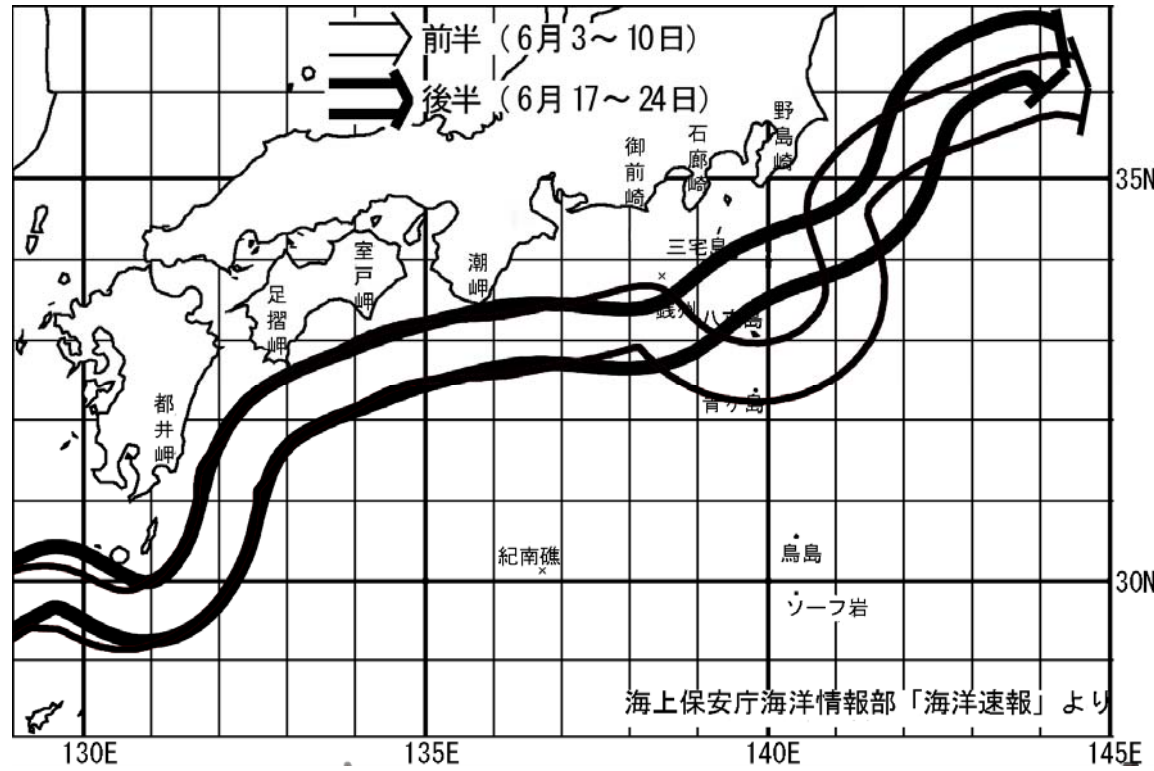 前半（6月3～10日）
後半（6月17～24日）
野島崎
石廊崎
御前崎
35N
三宅島
室戸岬
潮岬
足摺岬
銭州
八丈島
青ヶ島
都井岬
紀南礁
鳥島
30N
ソーフ岩
海上保安庁海洋情報部「海洋速報」より
130E
135E
140E
145E